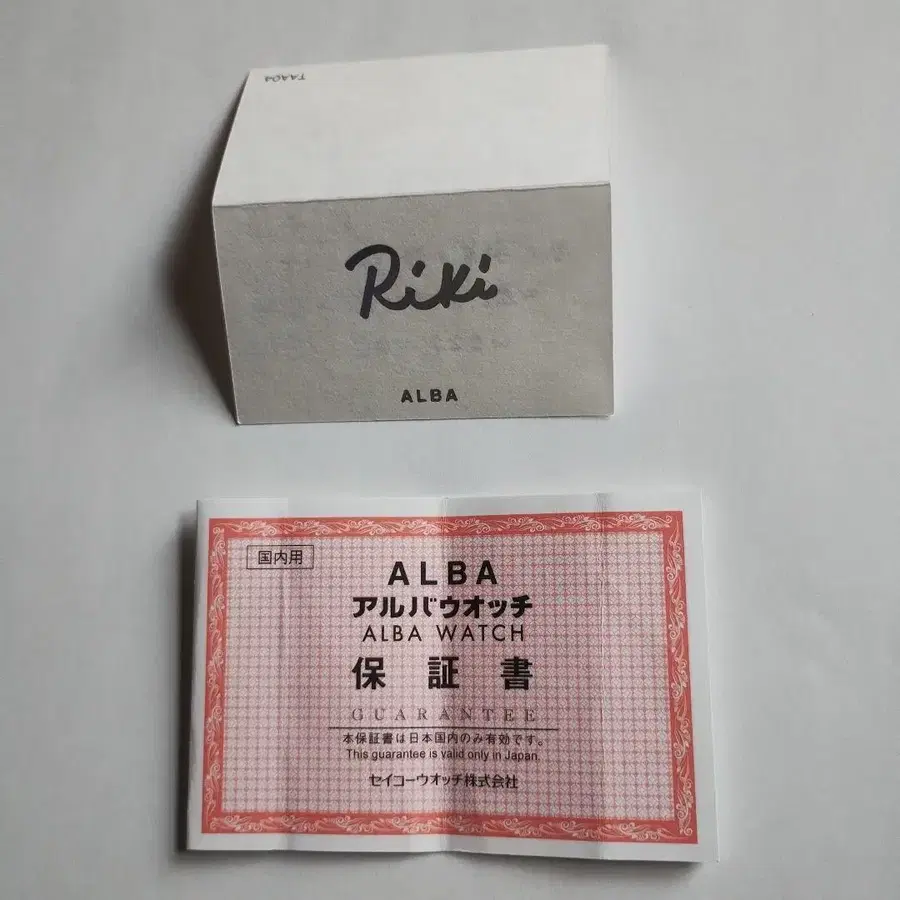 TAA04
Riki
ALBA
国内用
ALBA
アルバウオッチ
ALBA WATCH
保証書
GUARANTEE
本保証書は日本国内のみ有効です。
This guarantee is valid only in Japan.
セイコーウオッチ株式会社